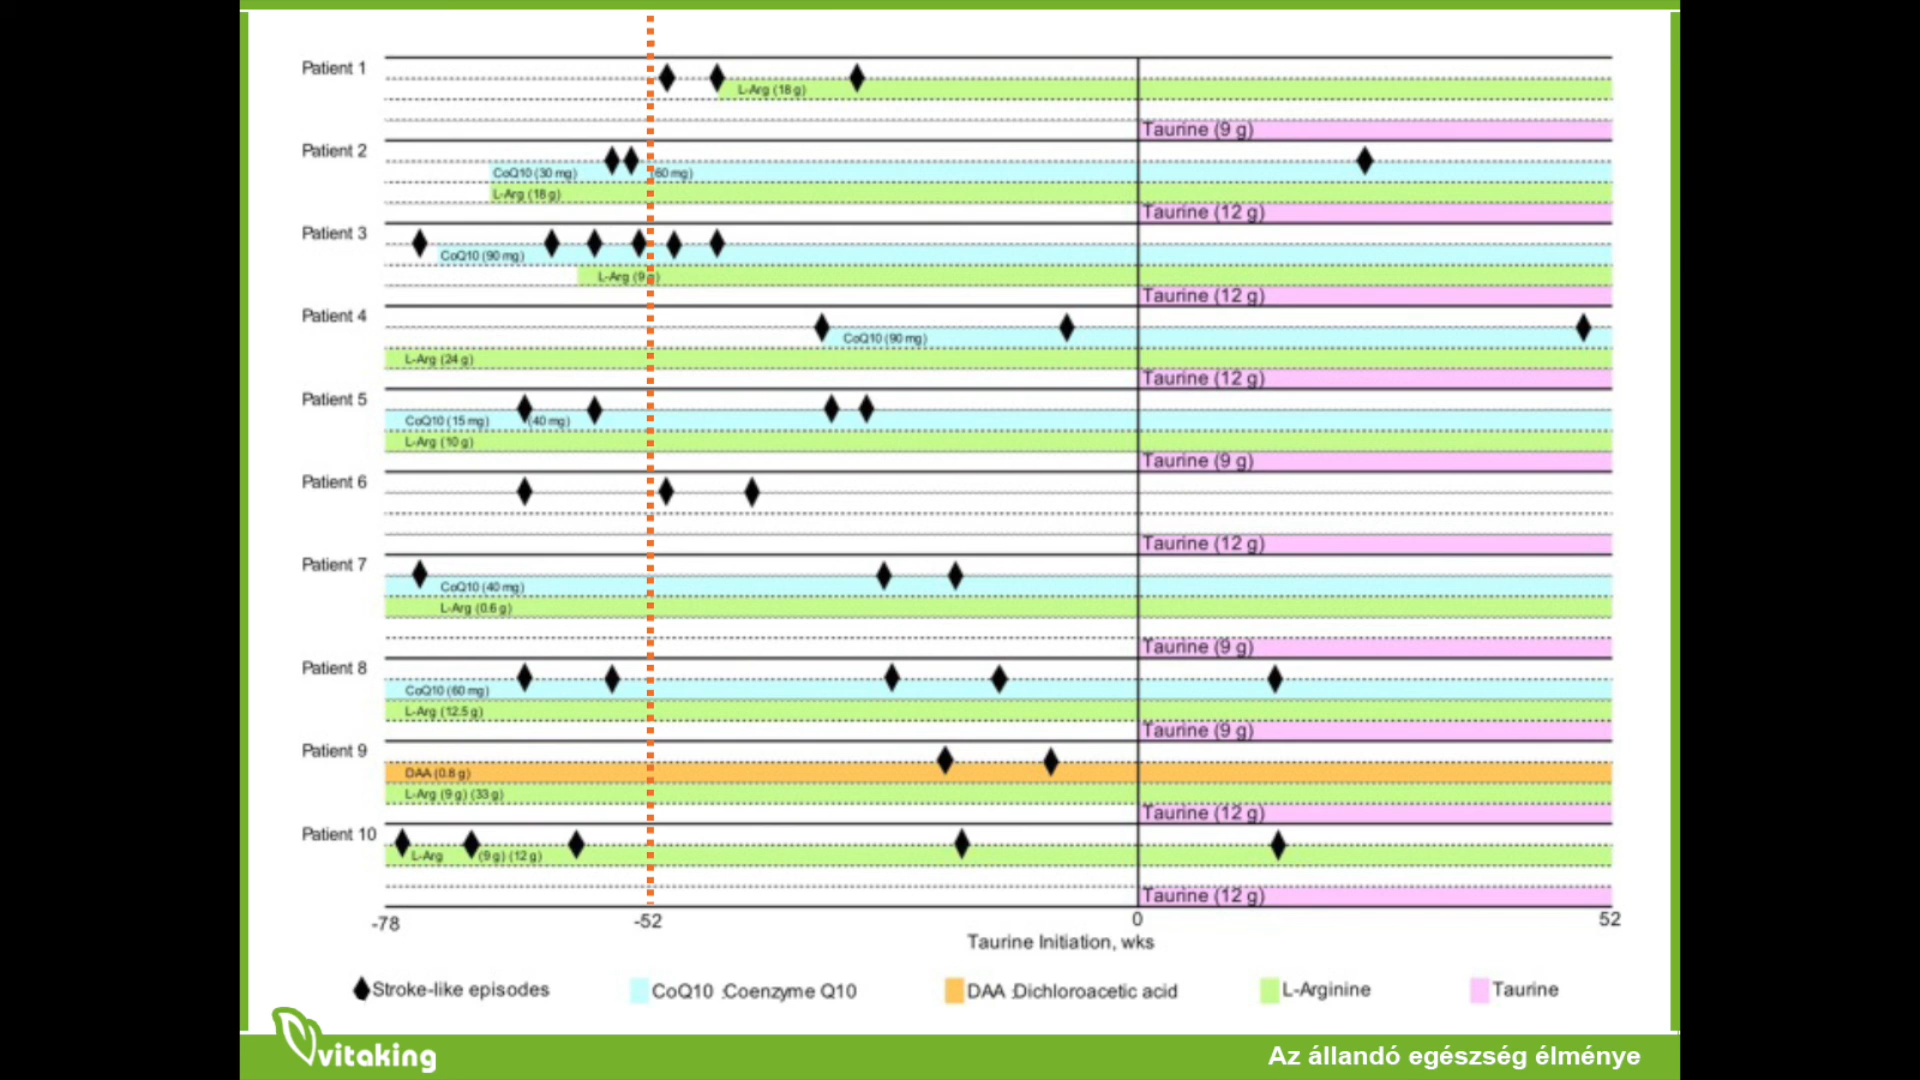 Patient 1
L-Arg (18 g)
Taurine (9 g)
Patient 2
CoQ10 (30 mg) (60 mg)
L-Arg (18 g)
Taurine (12 g)
Patient 3
CoQ10 (90 mg)
L-Arg (9 g)
Taurine (12 g)
Patient 4
CoQ10 (90 mg)
L-Arg (24 g)
Taurine (12 g)
Patient 5
CoQ10 (15 mg) (40 mg)
L-Arg (10 g)
Taurine (9 g)
Patient 6
Taurine (12 g)
Patient 7
CoQ10 (40 mg)
L-Arg (0.6 g)
Taurine (9 g)
Patient 8
CoQ10 (60 mg)
L-Arg (12.5 g)
Taurine (9 g)
Patient 9
DAA (0.8 g)
L-Arg (9 g) (33 g)
Taurine (12 g)
Patient 10
L-Arg (9 g) (12 g)
Taurine (12 g)
-78 -52 0 52
Taurine Initiation, wks
Stroke-like episodes CoQ10 :Coenzyme Q10 DAA :Dichloroacetic acid L-Arginine Taurine
vitaking Az állandó egészség élménye